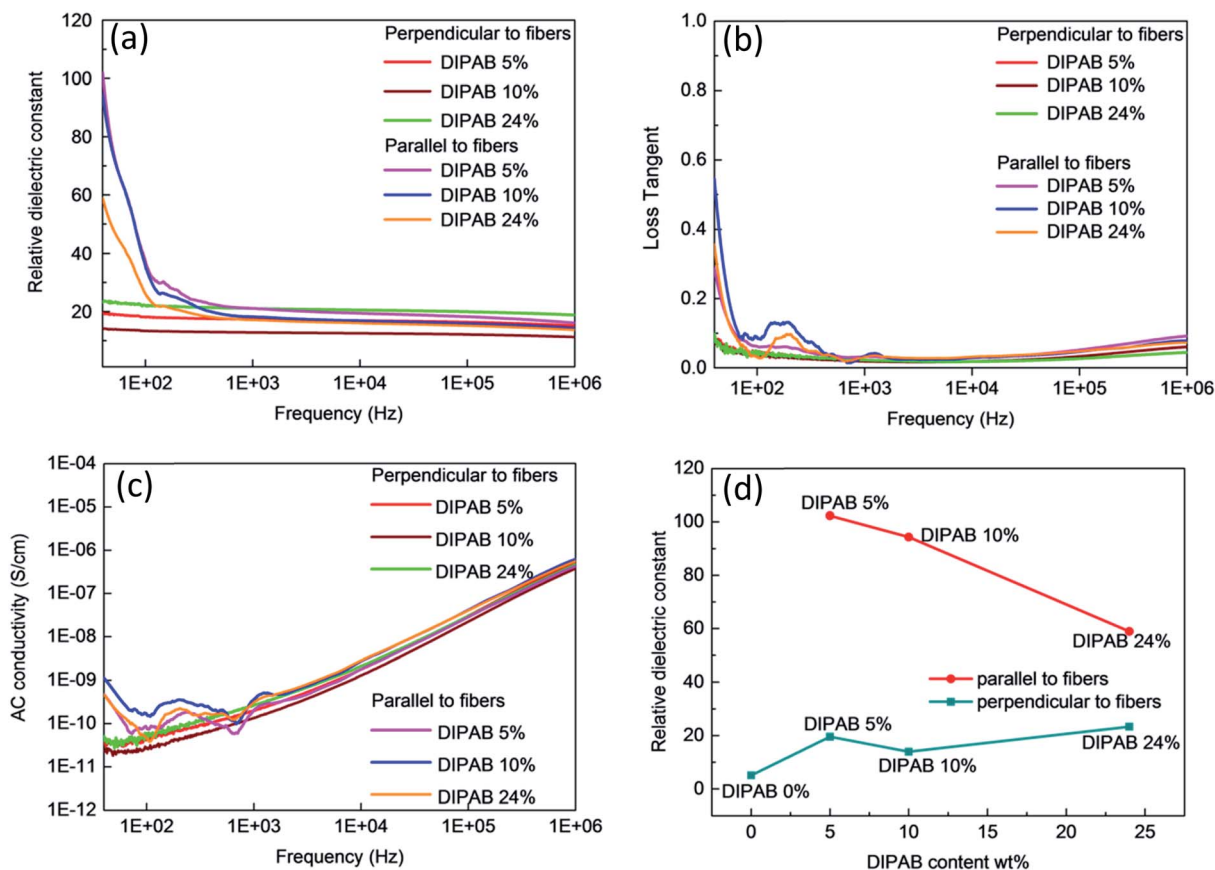 (a)
Relative dielectric constant
120
100
80
60
40
20
1E+02
1E+03
1E+04
1E+05
1E+06
Frequency (Hz)
Perpendicular to fibers
DIPAB 5%
DIPAB 10%
DIPAB 24%
Parallel to fibers
DIPAB 5%
DIPAB 10%
DIPAB 24%
(b)
Loss Tangent
1.0
0.8
0.6
0.4
0.2
0.0
1E+02
1E+03
1E+04
1E+05
1E+06
Frequency (Hz)
Perpendicular to fibers
DIPAB 5%
DIPAB 10%
DIPAB 24%
Parallel to fibers
DIPAB 5%
DIPAB 10%
DIPAB 24%
(c)
AC conductivity (S/cm)
1E-04
1E-05
1E-06
1E-07
1E-08
1E-09
1E-10
1E-11
1E-12
1E+02
1E+03
1E+04
1E+05
1E+06
Frequency (Hz)
Perpendicular to fibers
DIPAB 5%
DIPAB 10%
DIPAB 24%
Parallel to fibers
DIPAB 5%
DIPAB 10%
DIPAB 24%
(d)
Relative dielectric constant
120
100
80
60
40
20
0
0
5
10
15
20
25
DIPAB content wt%
DIPAB 5%
DIPAB 10%
DIPAB 24%
parallel to fibers
perpendicular to fibers
DIPAB 5%
DIPAB 24%
DIPAB 10%
DIPAB 0%